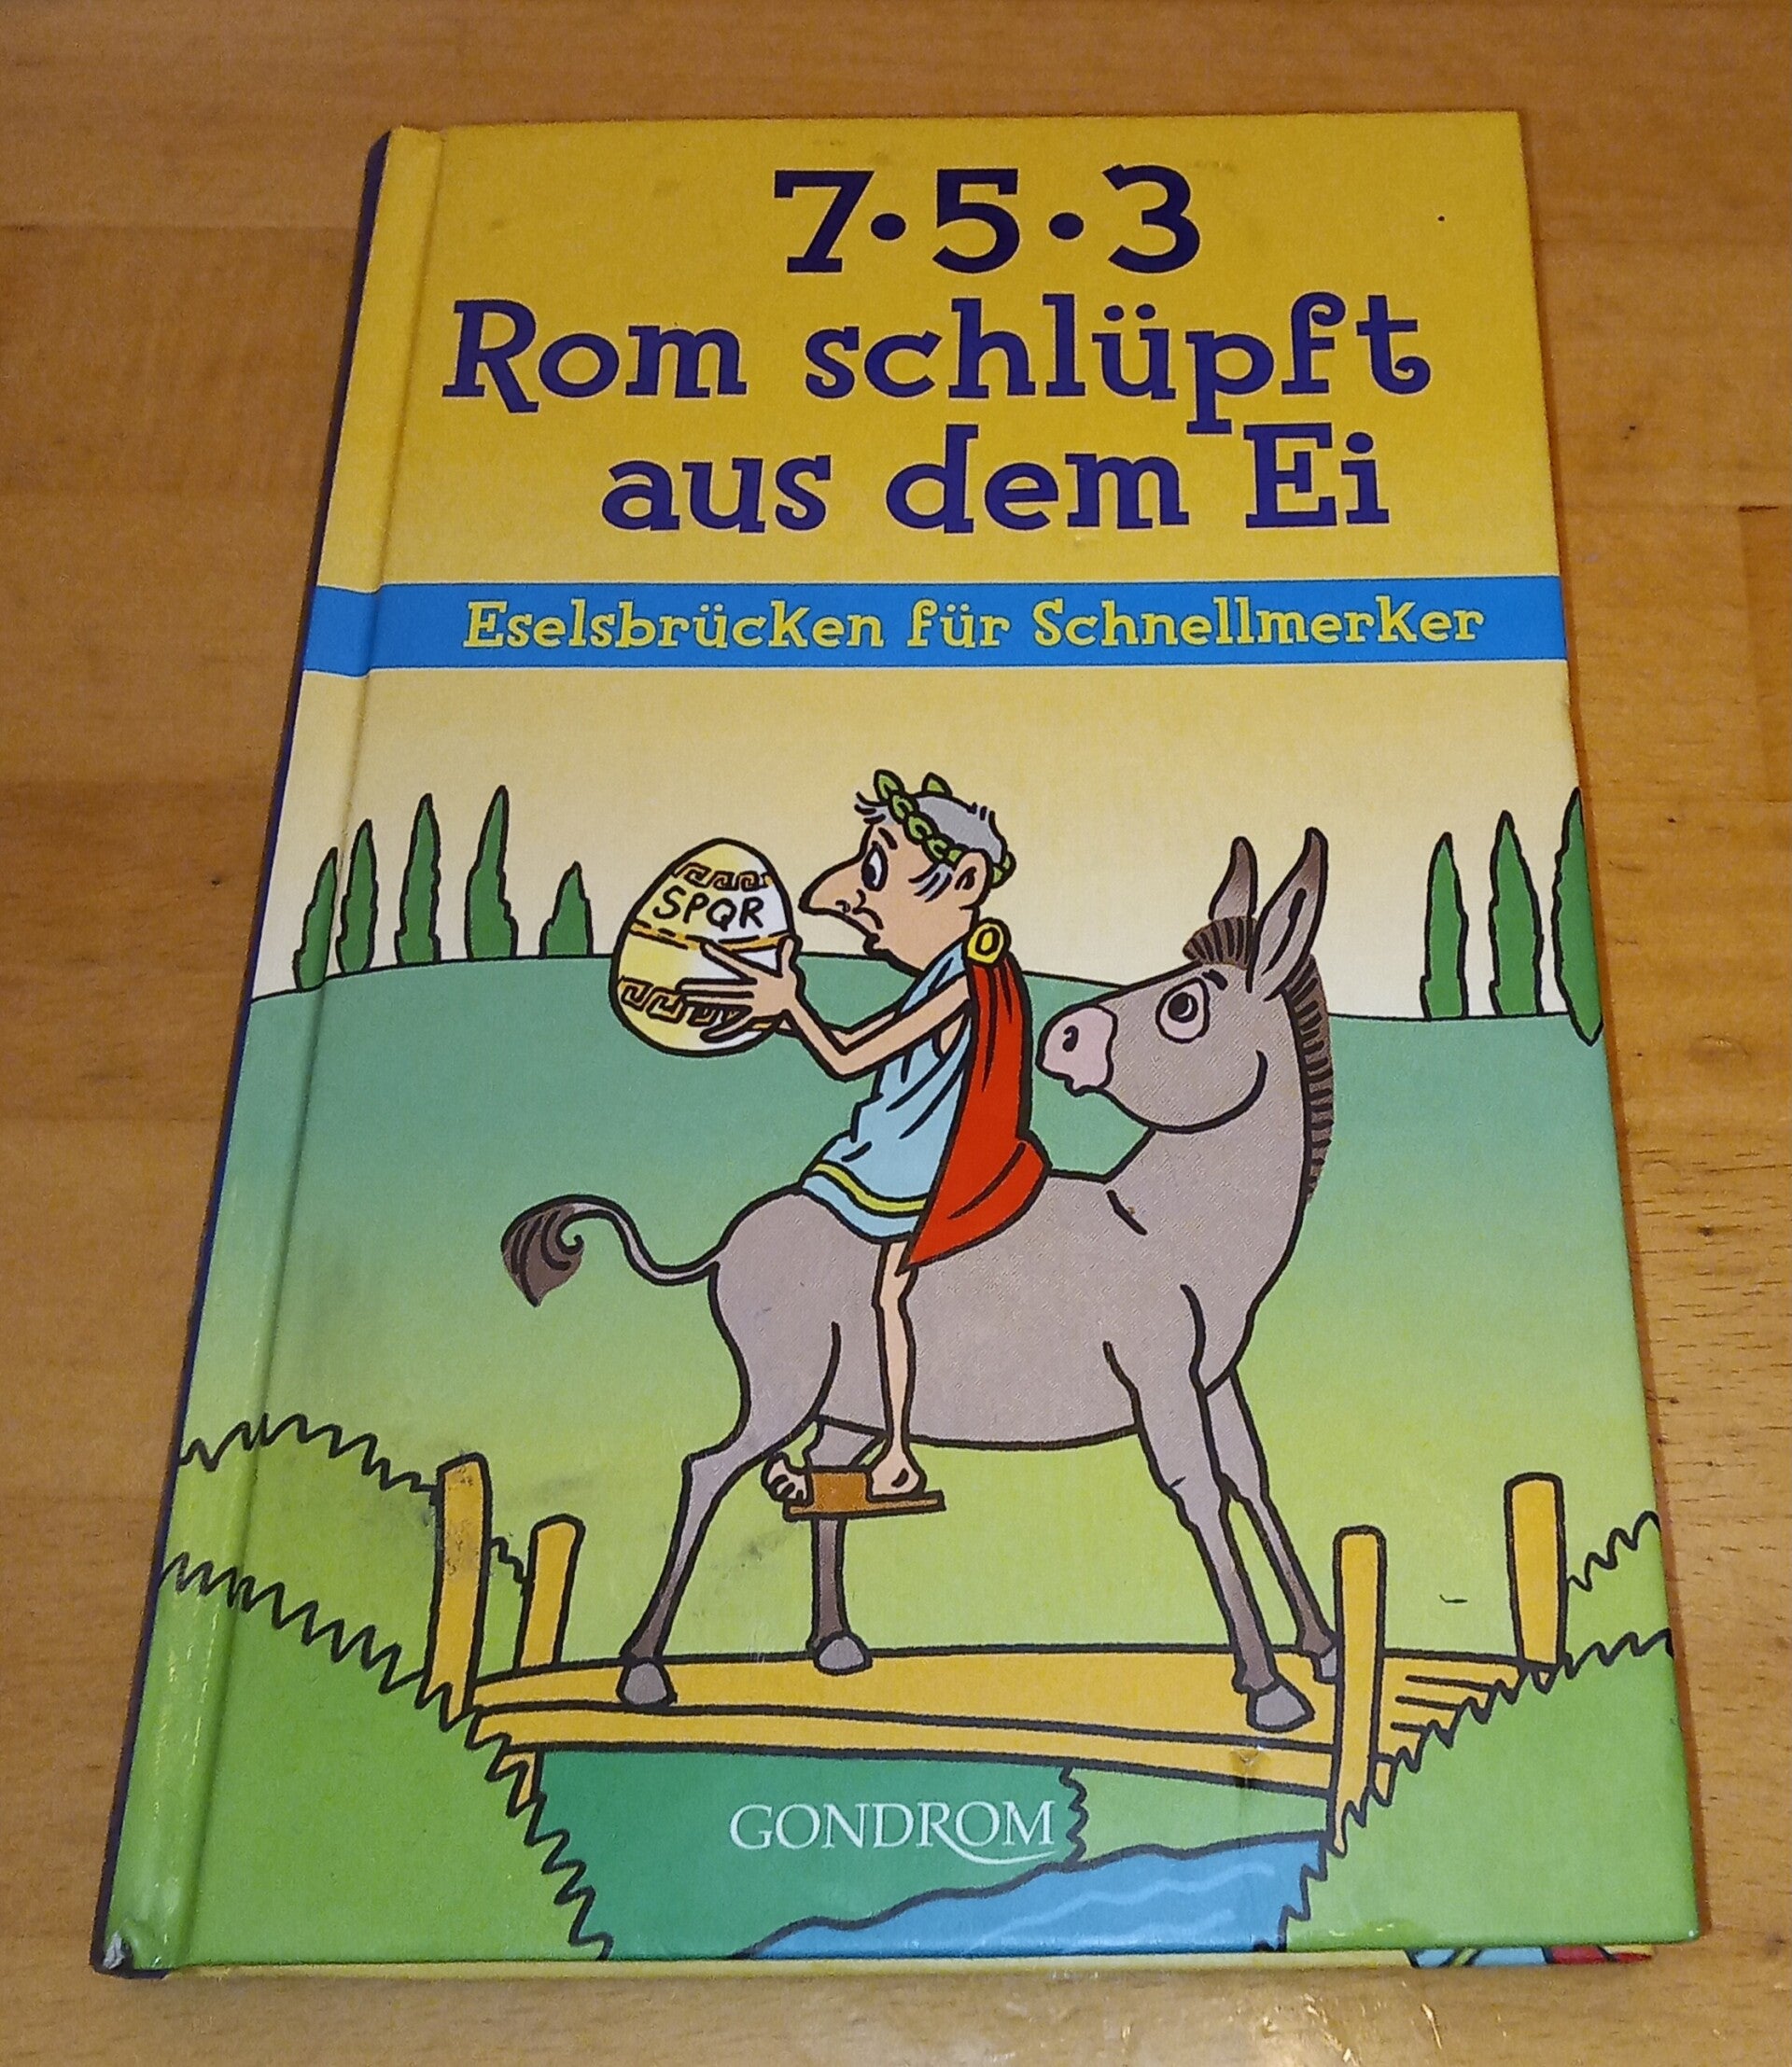 7·5·3
Rom schlüpft
aus dem Ei
Eselsbrücken für Schnellmerker
SPQR
GONDROM